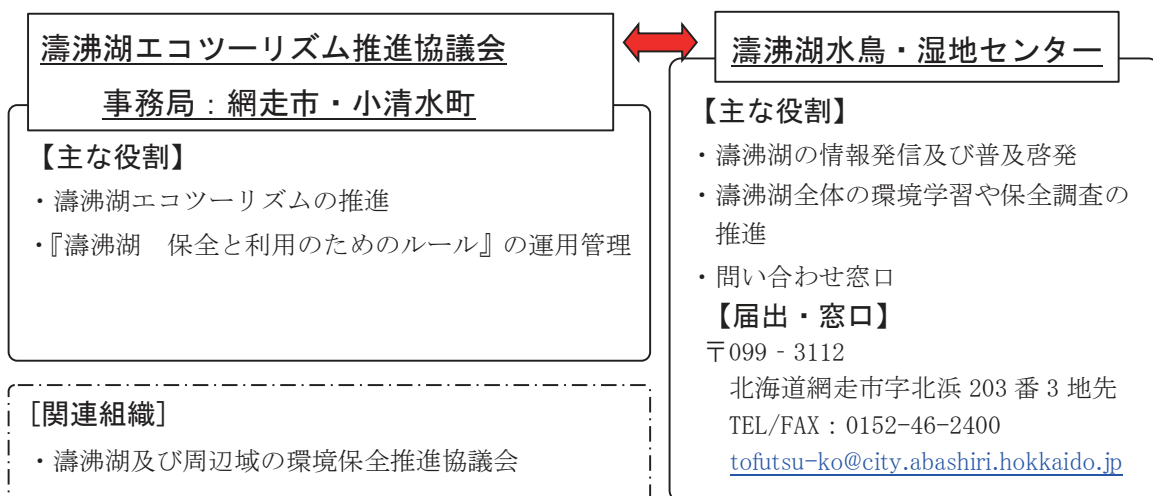 濤沸湖エコツーリズム推進協議会
事務局：網走市・小清水町
【主な役割】
・濤沸湖エコツーリズムの推進
・『濤沸湖　保全と利用のためのルール』の運用管理
[関連組織]
・濤沸湖及び周辺域の環境保全推進協議会
濤沸湖水鳥・湿地センター
【主な役割】
・濤沸湖の情報発信及び普及啓発
・濤沸湖全体の環境学習や保全調査の
推進
・問い合わせ窓口
【届出・窓口】
〒099‐3112
北海道網走市字北浜 203 番 3 地先
TEL/FAX：0152-46-2400
tofutsu-ko@city.abashiri.hokkaido.jp